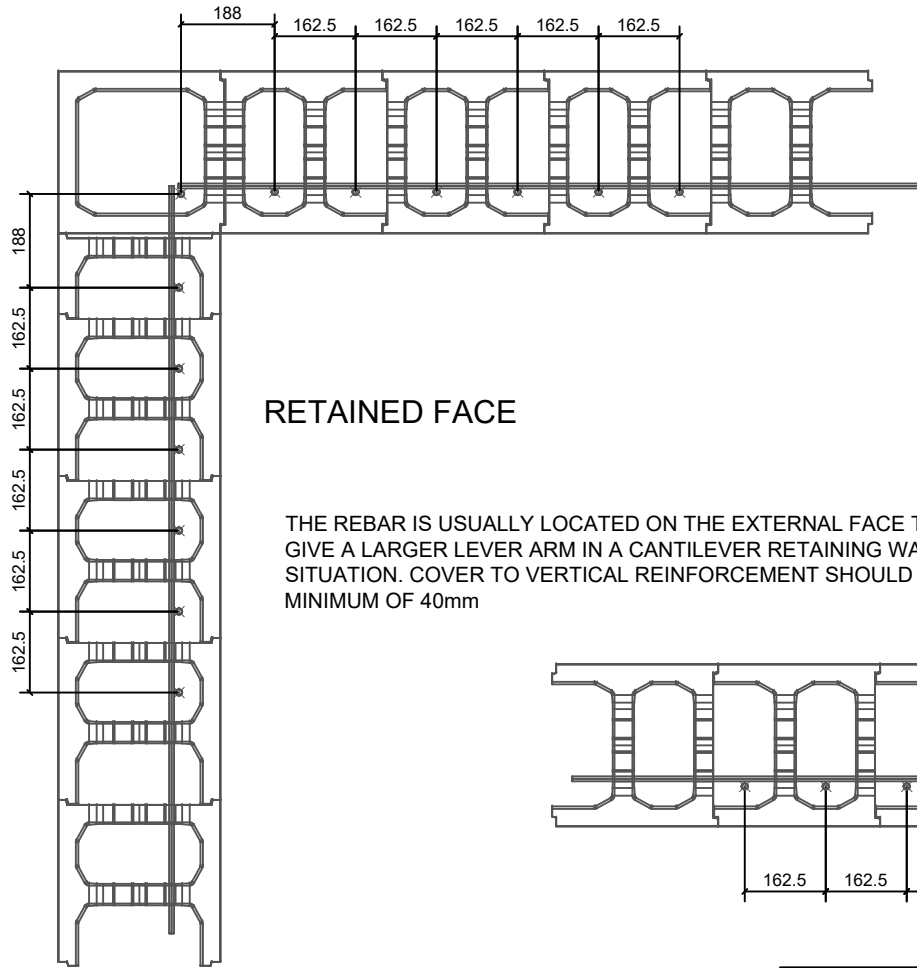 188
162.5
162.5
162.5
162.5
162.5
188
162.5
162.5
162.5
162.5
162.5
RETAINED FACE
THE REBAR IS USUALLY LOCATED ON THE EXTERNAL FACE
GIVE A LARGER LEVER ARM IN A CANTILEVER RETAINING
SITUATION. COVER TO VERTICAL REINFORCEMENT SHOULD
MINIMUM OF 40mm
162.5
162.5